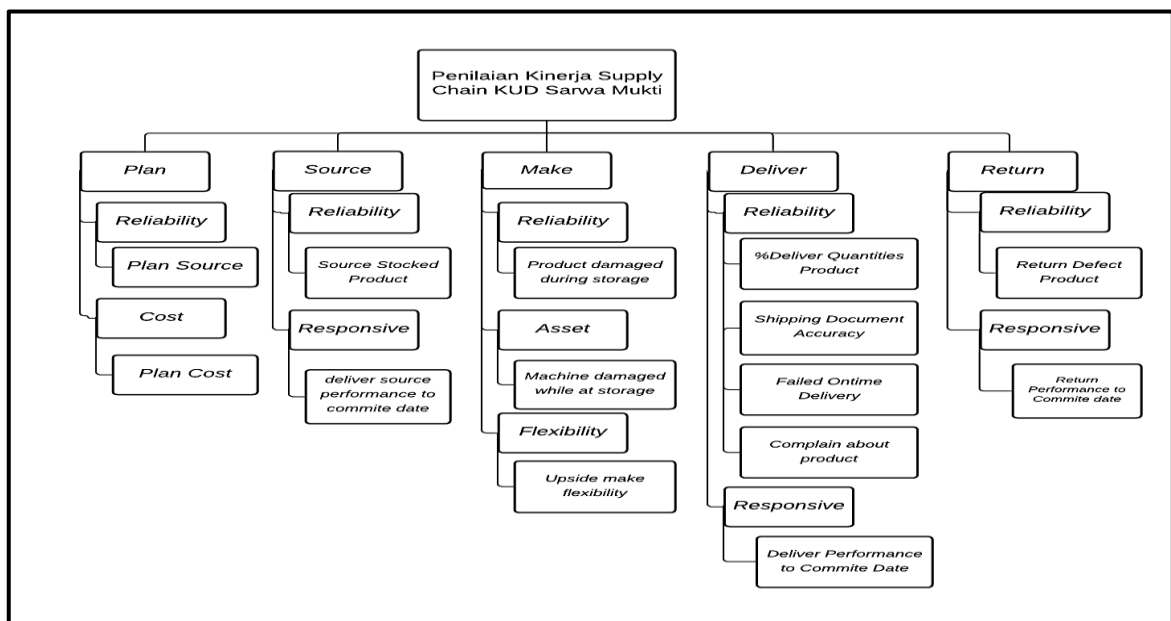 Penilaian Kinerja Supply
Chain KUD Sarwa Mukti
Plan
Reliability
Plan Source
Cost
Plan Cost
Source
Reliability
Source Stocked
Product
Responsive
deliver source
performance to
commite date
Make
Reliability
Product damaged
during storage
Asset
Machine damaged
while at storage
Flexibility
Upside make
flexibility
Deliver
Reliability
%Deliver Quantities
Product
Shipping Document
Accuracy
Failed Ontime
Delivery
Complain about
product
Responsive
Deliver Performance
to Commite Date
Return
Reliability
Return Defect
Product
Responsive
Return
Performance to
Commite date